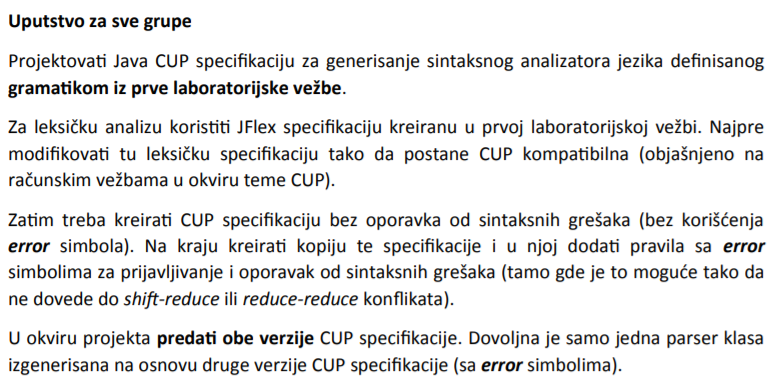 Uputstvo za sve grupe
Projektovati Java CUP specifikaciju za generisanje sintaksnog analizatora jezika definisanog
gramatikom iz prve laboratorijske vežbe.
Za leksičku analizu koristiti JFlex specifikaciju kreiranu u prvoj laboratorijskoj vežbi. Najpre
modifikovati tu leksičku specifikaciju tako da postane CUP kompatibilna (objašnjeno na
računskim vežbama u okviru teme CUP).
Zatim treba kreirati CUP specifikaciju bez oporavka od sintaksnih grešaka (bez korišćenja
error simbola). Na kraju kreirati kopiju te specifikacije i u njoj dodati pravila sa error
simbolima za prijavljivanje i oporavak od sintaksnih grešaka (tamo gde je to moguće tako da
ne dovede do shift-reduce ili reduce-reduce konflikata).
U okviru projekta predati obe verzije CUP specifikacije. Dovoljna je samo jedna parser klasa
izgenerisana na osnovu druge verzije CUP specifikacije (sa error simbolima).